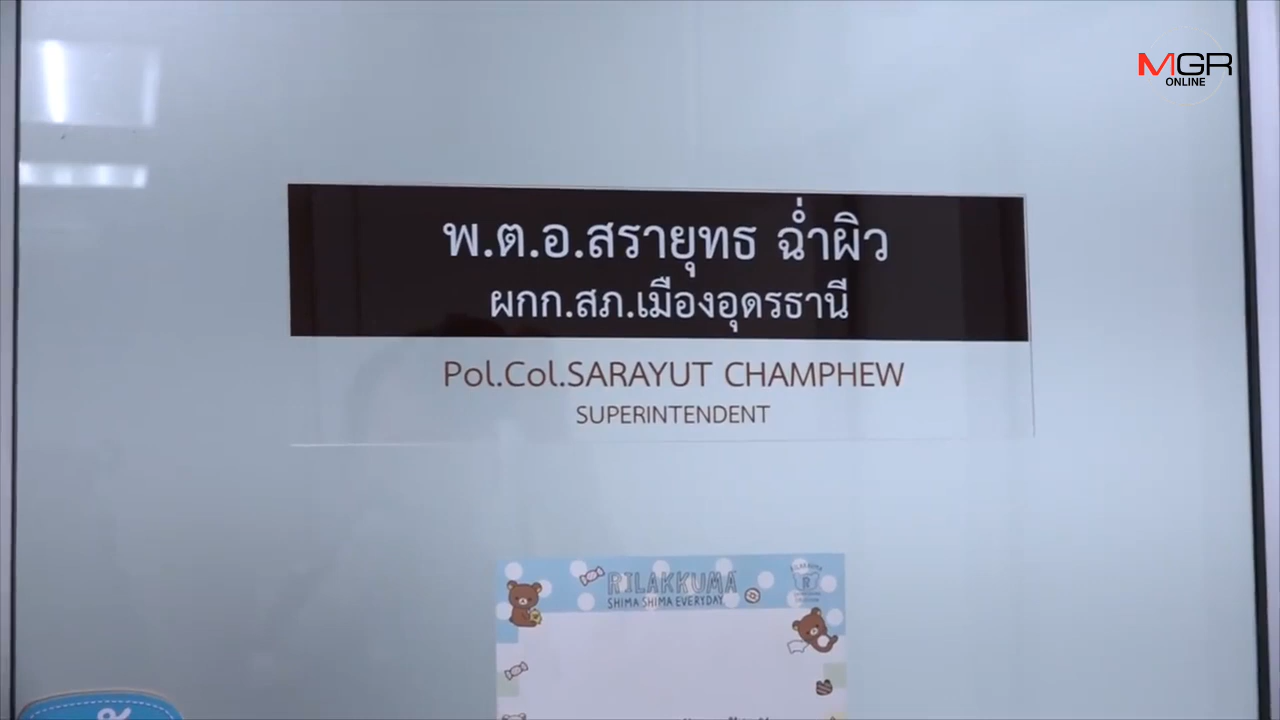 MGR
ONLINE
พ.ต.อ.สรายุทธ ฉ่ำผิว
ผกก.สภ.เมืองอุดรธานี
Pol.Col.SARAYUT CHAMPHEW
SUPERINTENDENT
RILAKKUMA
SHIMA SHIMA EVERYDAY